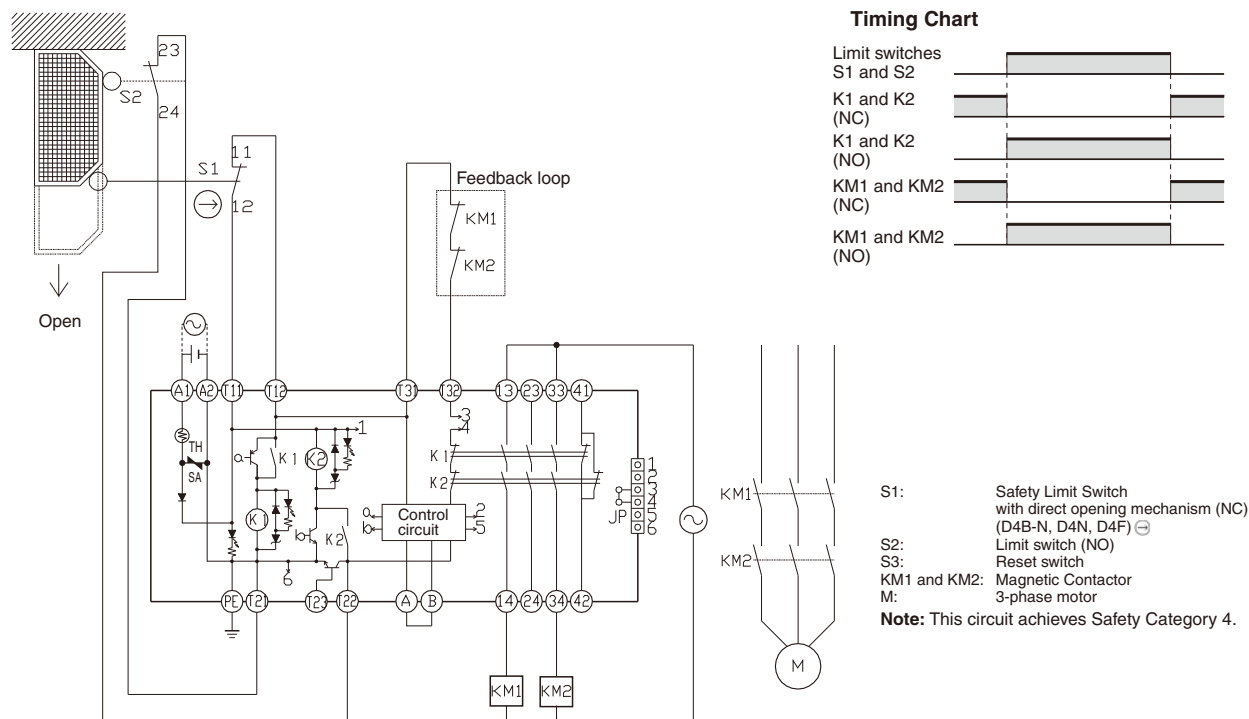 Timing Chart
Limit switches
S1 and S2
K1 and K2
(NC)
K1 and K2
(NO)
KM1 and KM2
(NC)
KM1 and KM2
(NO)
23
S2
24
11
S1
12
Open
Feedback loop
KM1
KM2
A1 A2 T11 T12 T31 T32 13 23 33 41
TH
SA
a
K1
K2
1
K1
b
K2
6
3
4
K1
K2
a
b
Control
circuit
2
5
JP
1
2
3
4
5
6
PE T21 T23 T22 A B 14 24 34 42
KM1 KM2
KM1
KM2
M
S1: Safety Limit Switch
with direct opening mechanism (NC)
(D4B-N, D4N, D4F)
S2: Limit switch (NO)
S3: Reset switch
KM1 and KM2: Magnetic Contactor
M: 3-phase motor
Note: This circuit achieves Safety Category 4.